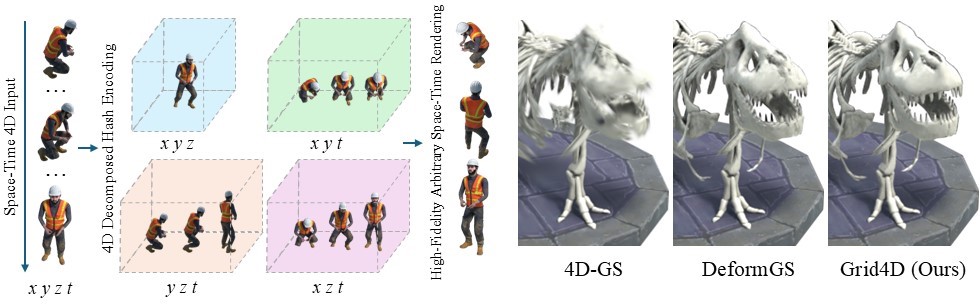 Space-Time 4D Input
...
...
x y z t
4D Decomposed Hash Encoding
x y z
x y t
y z t
x z t
High-Fidelity Arbitrary Space-Time Rendering
4D-GS
DeformGS
Grid4D (Ours)